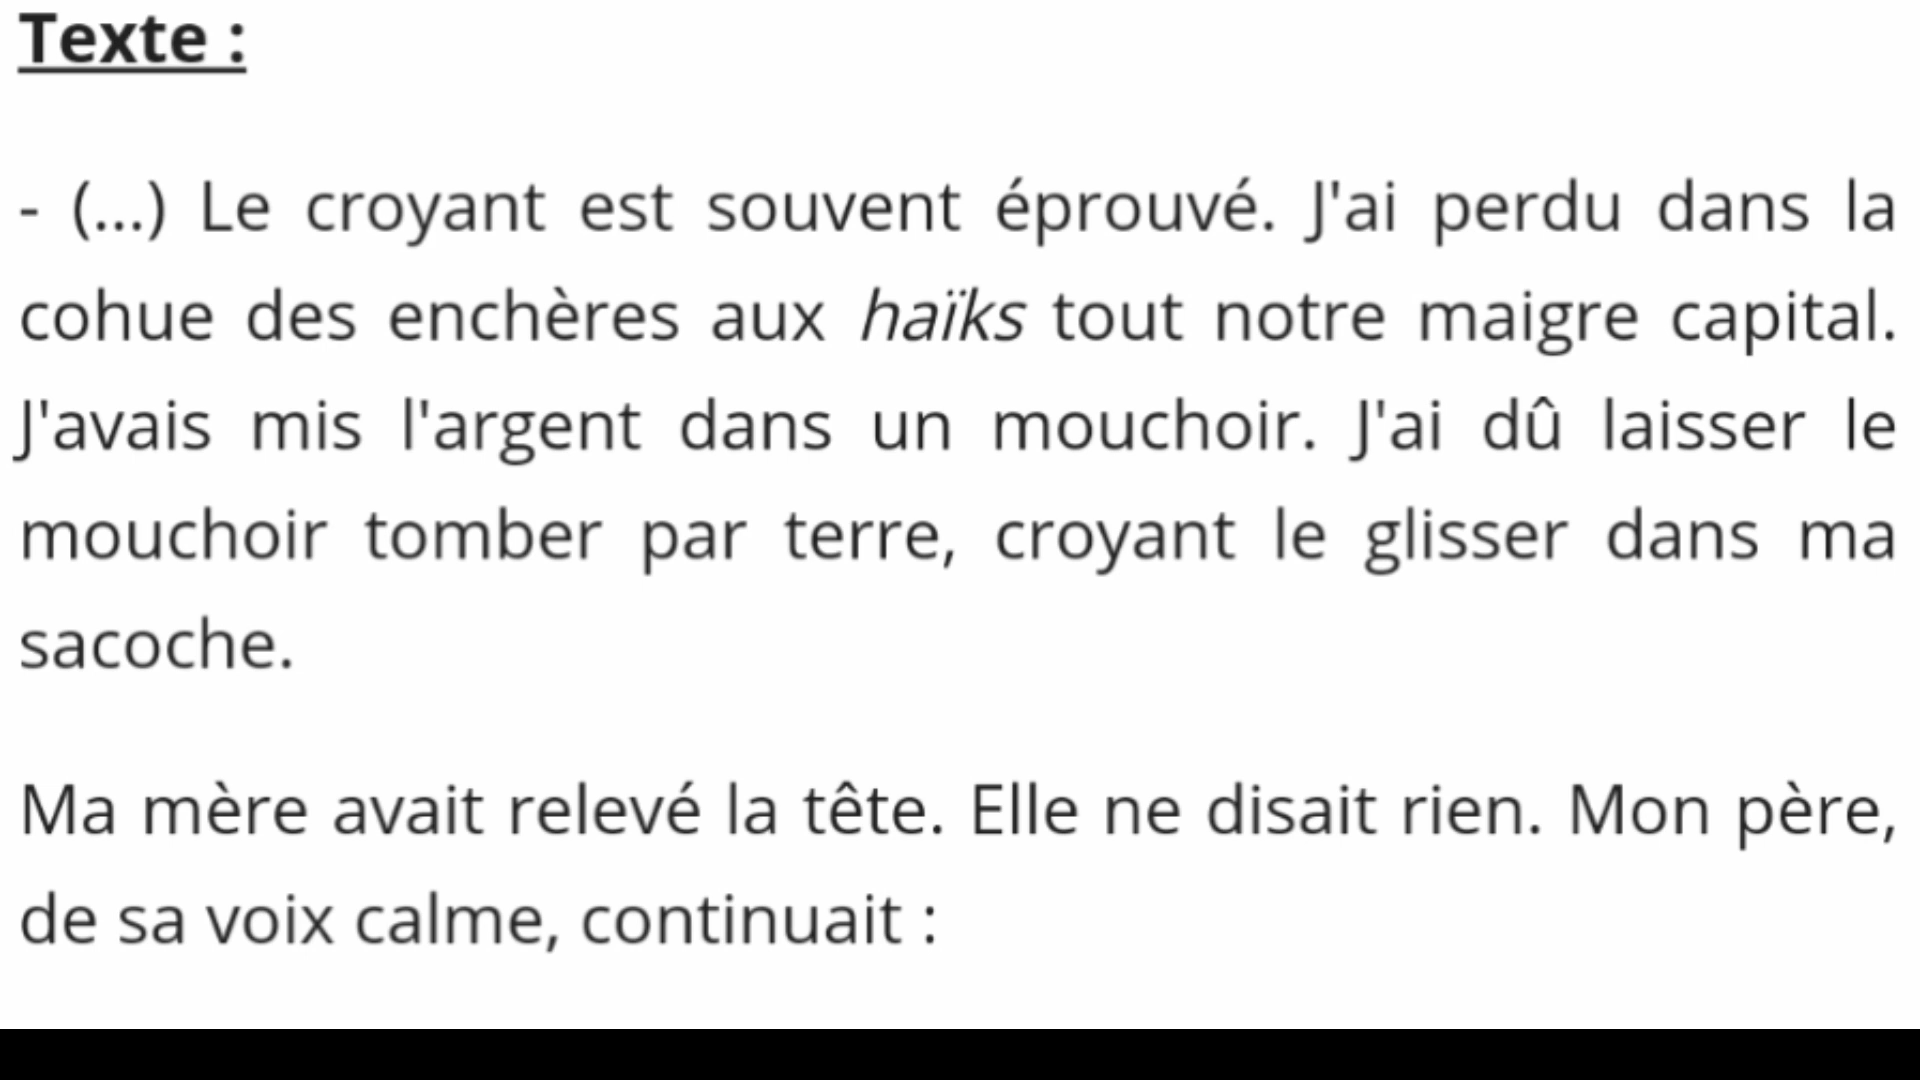 Texte :
- (...) Le croyant est souvent éprouvé. J'ai perdu dans la
cohue des enchères aux haïks tout notre maigre capital.
J'avais mis l'argent dans un mouchoir. J'ai dû laisser le
mouchoir tomber par terre, croyant le glisser dans ma
sacoche.
Ma mère avait relevé la tête. Elle ne disait rien. Mon père,
de sa voix calme, continuait :